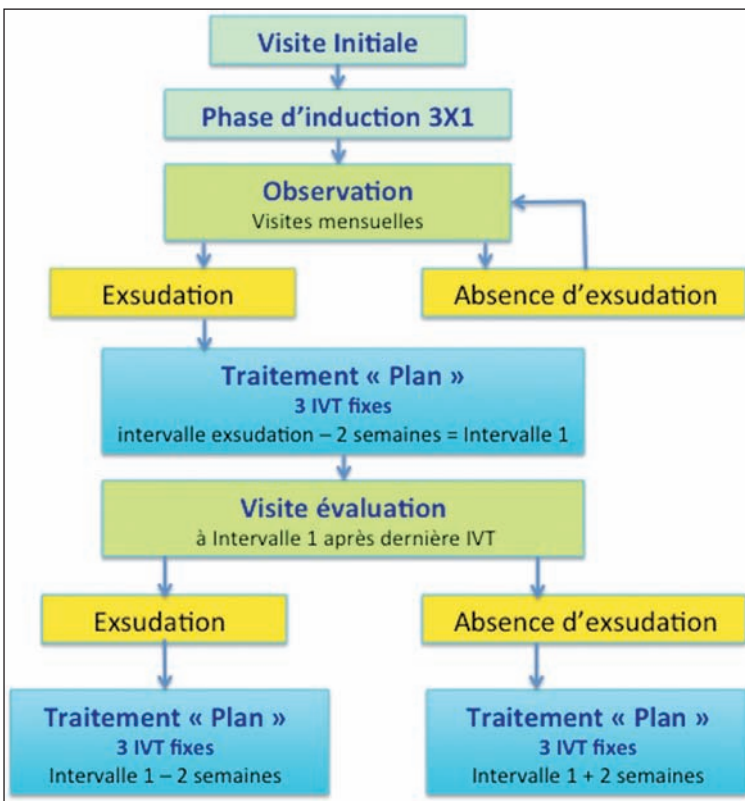 Visite Initiale
Phase d’induction 3X1
Observation
Visites mensuelles
Exsudation
Absence d’exsudation
Traitement « Plan »
3 IVT fixes
intervalle exsudation – 2 semaines = Intervalle 1
Visite évaluation
à Intervalle 1 après dernière IVT
Exsudation
Absence d’exsudation
Traitement « Plan »
3 IVT fixes
Intervalle 1 – 2 semaines
Traitement « Plan »
3 IVT fixes
Intervalle 1 + 2 semaines